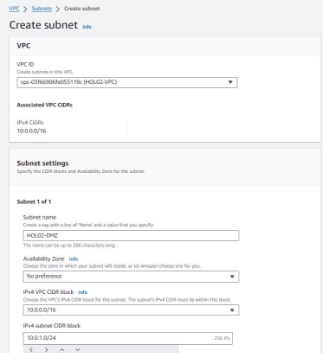 VPC > Subnets > Create subnet
Create subnet Info
VPC
VPC ID
Create subnets in this VPC.
vpc-03f66906fe055119c (HOL02-VPC)
Associated VPC CIDRs
IPv4 CIDRs
10.0.0.0/16
Subnet settings
Specify the CIDR blocks and Availability Zone for the subnet.
Subnet 1 of 1
Subnet name
Create a tag with a key of 'Name' and a value that you specify.
HOL02-DMZ
The name can be up to 256 characters long.
Availability Zone Info
Choose the zone in which your subnet will reside, or let Amazon choose one for you.
No preference
IPv4 VPC CIDR block Info
Choose the VPC's IPv4 CIDR block for the subnet. The subnet's IPv4 CIDR must lie within this block.
10.0.0.0/16
IPv4 subnet CIDR block
10.0.1.0/24 256 IPs